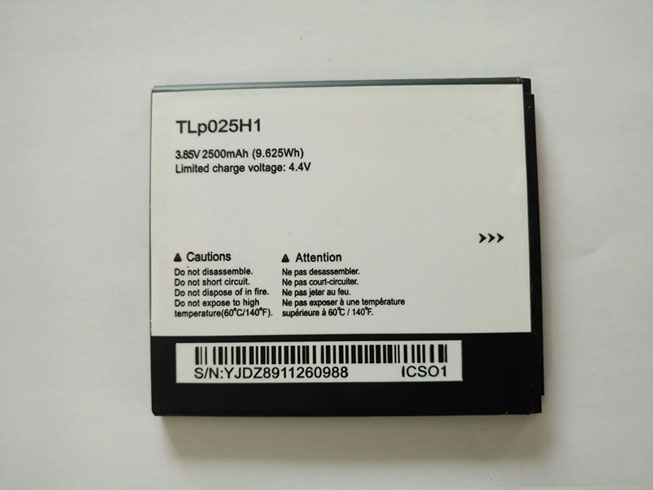 TLp025H1
3.85V 2500mAh (9.625Wh)
Limited charge voltage: 4.4V
Cautions
Do not disassemble.
Do not short circuit.
Do not dispose of in fire.
Do not expose to high
temperature(60℃/140℉).
Attention
Ne pas desassembler.
Ne pas court-circuiter.
Ne pas jeter au feu.
Ne pas exposer à une température
supérieure à 60℃ / 140℉.
S/N:YJDZ8911260988
ICSO1